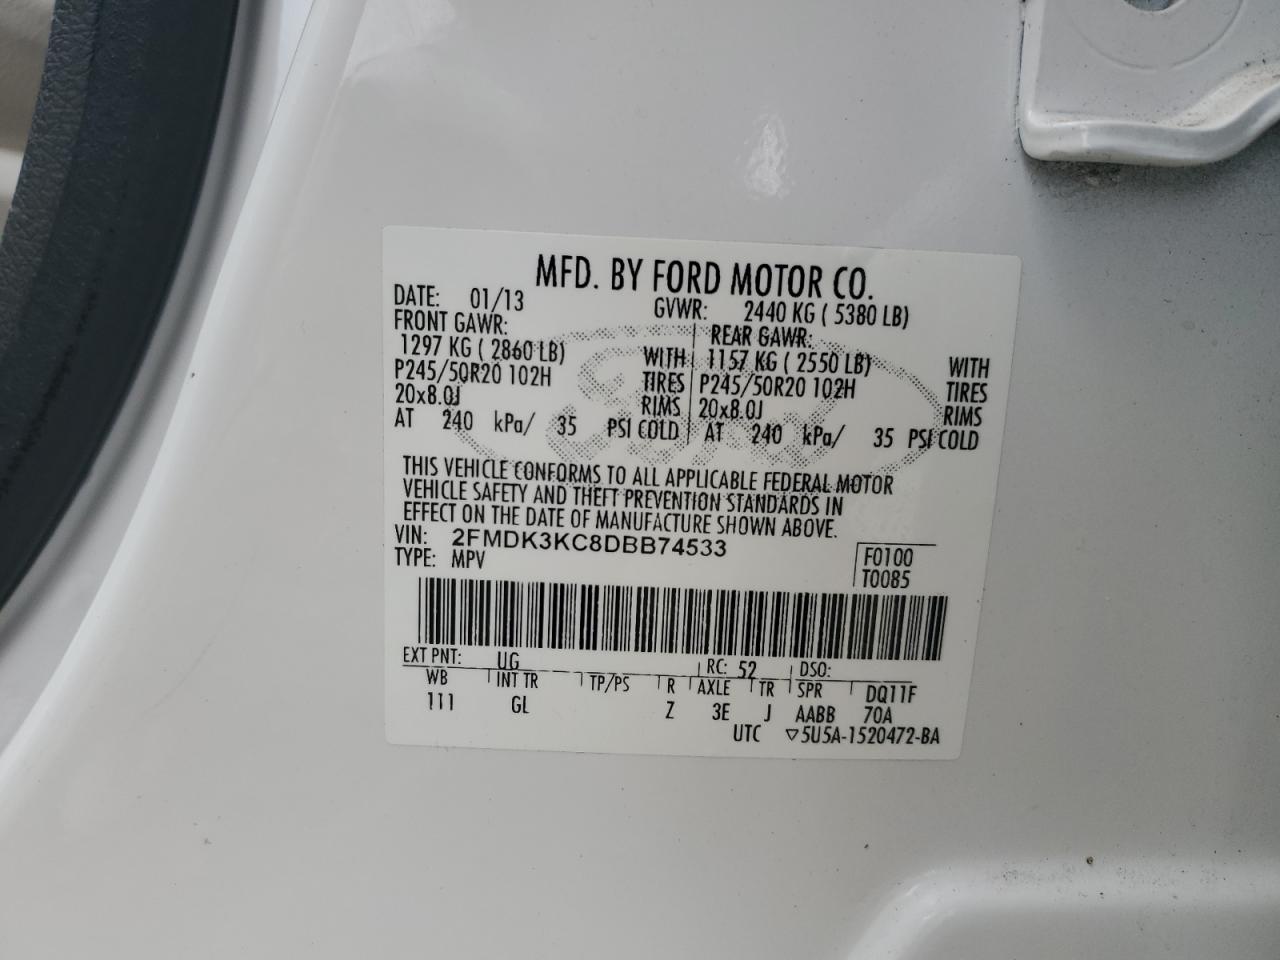 MFD. BY FORD MOTOR CO.
DATE: 01/13 GVWR: 2440 KG ( 5380 LB)
FRONT GAWR: REAR GAWR:
1297 KG ( 2860 LB) WITH 1157 KG ( 2550 LB) WITH
P245/50R20 102H TIRES P245/50R20 102H TIRES
20x8.0J RIMS 20x8.0J RIMS
AT 240 kPa/ 35 PSI COLD AT 240 kPa/ 35 PSI COLD
THIS VEHICLE CONFORMS TO ALL APPLICABLE FEDERAL MOTOR
VEHICLE SAFETY AND THEFT PREVENTION STANDARDS IN
EFFECT ON THE DATE OF MANUFACTURE SHOWN ABOVE.
VIN: 2FMDK3KC8DBB74533 F0100
TYPE: MPV T0085
EXT PNT: UG RC: 52 DSO:
WB INT TR TP/PS R AXLE TR SPR DQ11F
111 GL Z 3E J AABB 70A
UTC ▽5U5A-1520472-BA